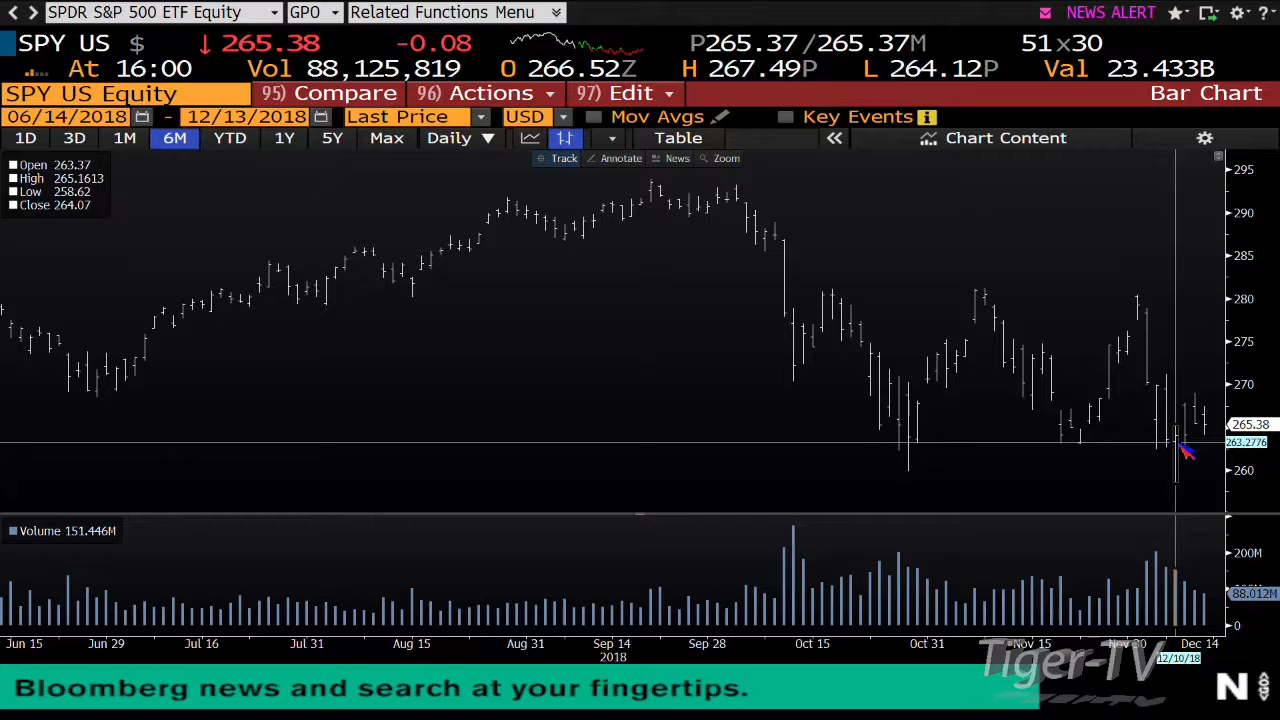 SPDR S&P 500 ETF Equity GPO Related Functions Menu NEWS ALERT ?
SPY US $ ↓ 265.38 -0.08 P265.37/265.37M 51x30
At 16:00 Vol 88,125,819 O 266.52Z H 267.49P L 264.12P Val 23.433B
SPY US Equity 95) Compare 96) Actions 97) Edit Bar Chart
06/14/2018 - 12/13/2018 Last Price USD Mov Avgs Key Events
1D 3D 1M 6M YTD 1Y 5Y Max Daily ▼ Table « Chart Content
Track Annotate News Zoom
Open 263.37
High 265.1613
Low 258.62
Close 264.07
295
290
285
280
275
270
265.38
263.2776
260
Volume 151.446M
200M
88.012M
0
Jun 15 Jun 29 Jul 16 Jul 31 Aug 15 Aug 31 Sep 14 Sep 28 Oct 15 Oct 31 Nov 15 Nov 30 Dec 14
2018
12/10/18
Tiger-TV
Bloomberg news and search at your fingertips.
N